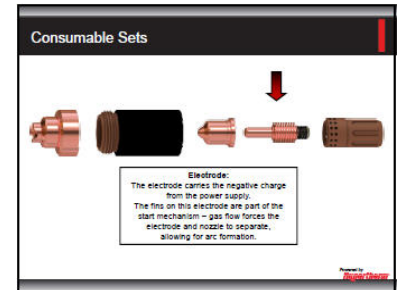 Consumable Sets
Electrode:
The electrode carries the negative charge
from the power supply.
The fins on this electrode are part of the
start mechanism – gas flow forces the
electrode and nozzle to separate,
allowing for arc formation.
Powered by
Hypertherm